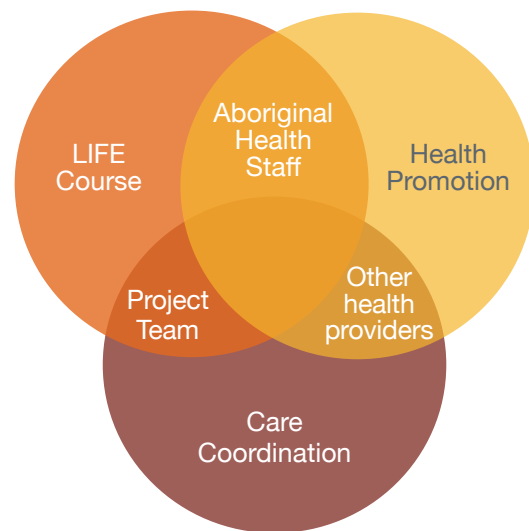 Aboriginal
Health
Staff
LIFE
Course
Health
Promotion
Project
Team
Other
health
providers
Care
Coordination